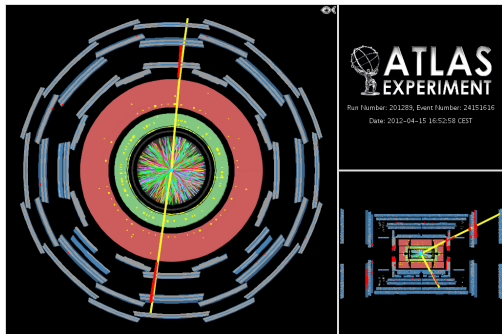 ATLAS
EXPERIMENT
Run Number: 201289, Event Number: 24151616
Date: 2012-04-15 16:52:58 CEST